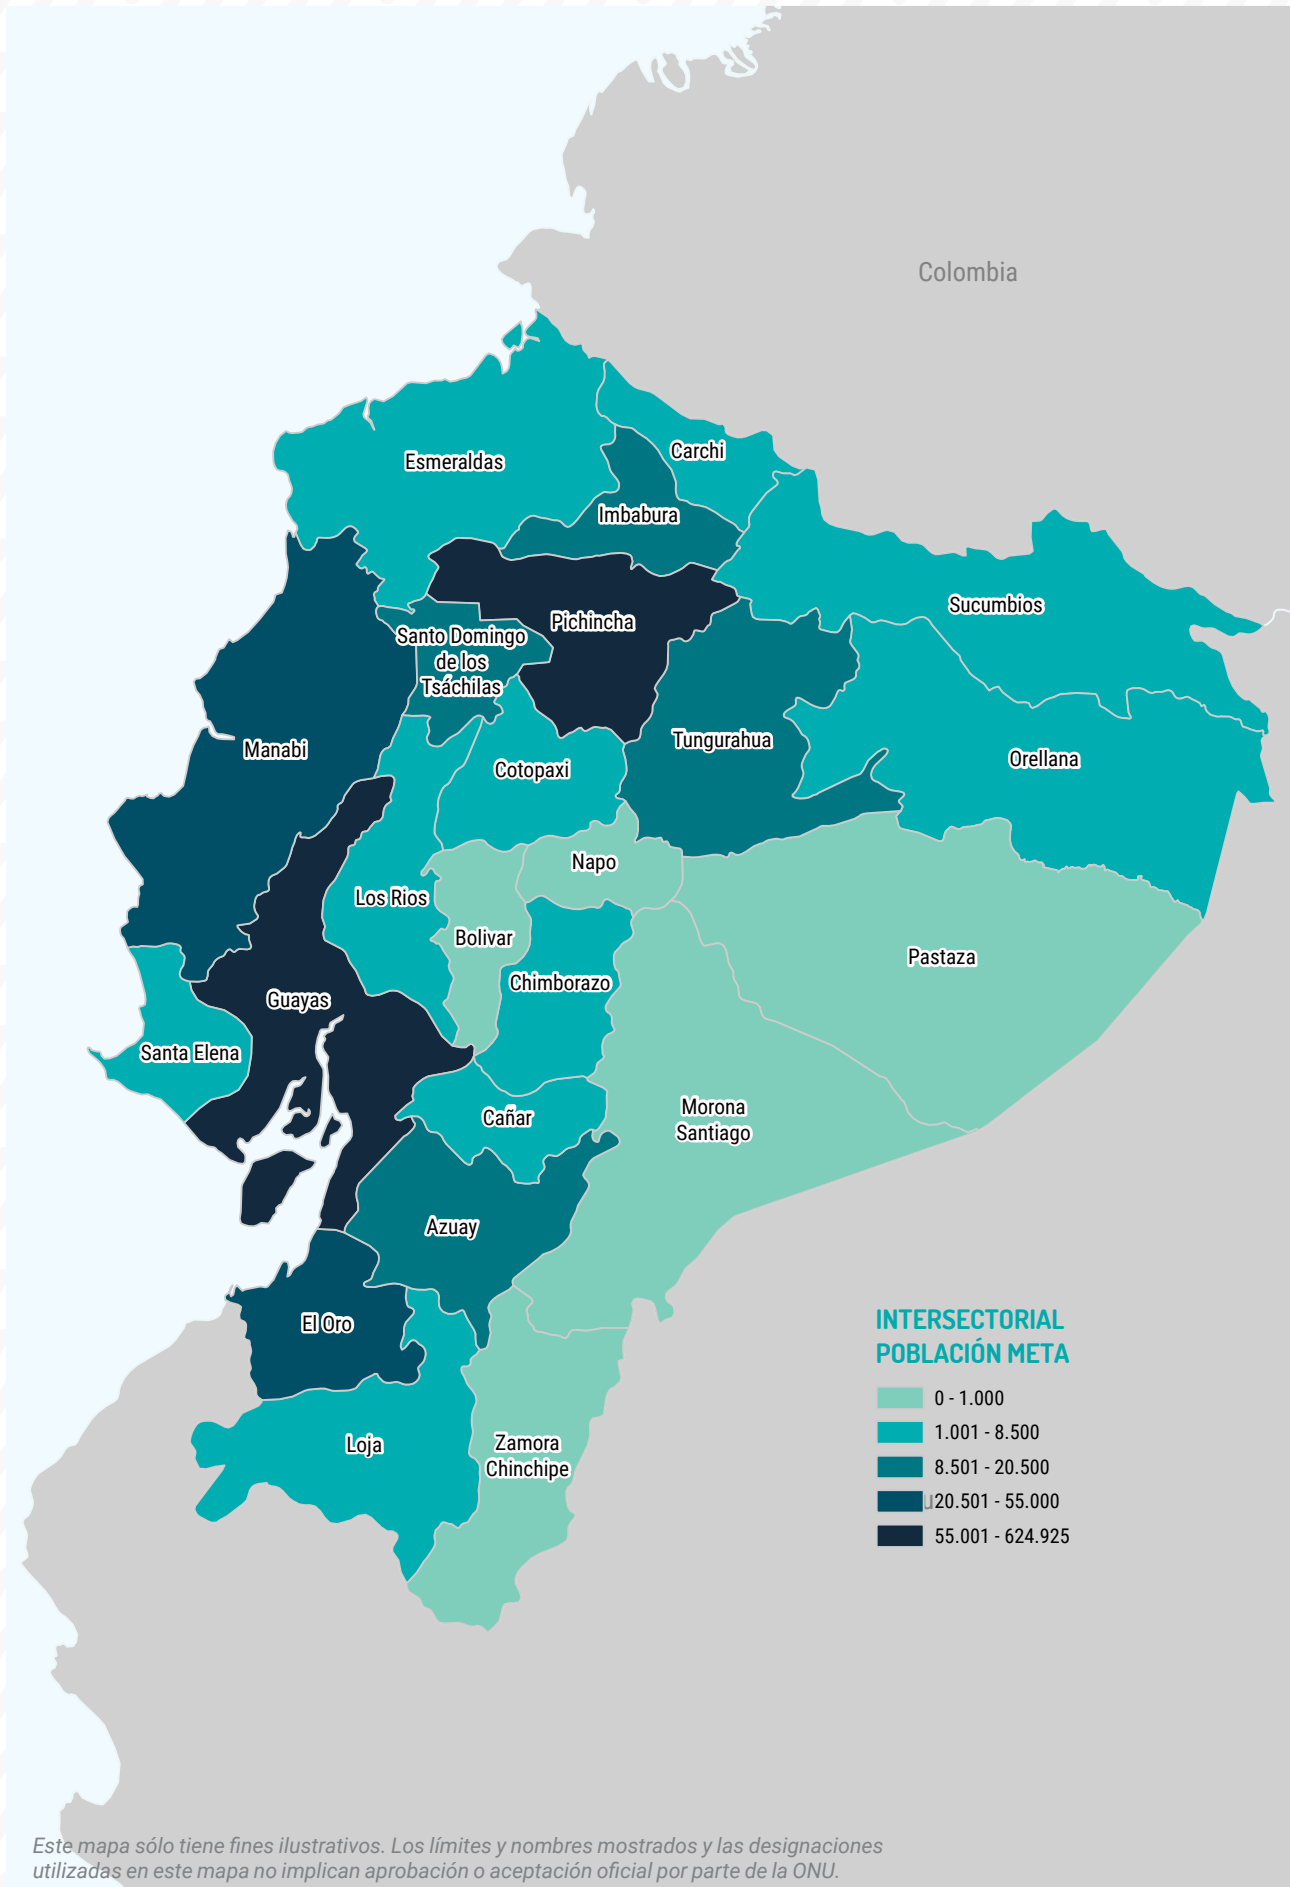 Colombia
Esmeraldas
Carchi
Imbabura
Sucumbios
Pichincha
Santo Domingo
de los
Tsáchilas
Manabi
Tungurahua
Orellana
Cotopaxi
Napo
Los Rios
Bolivar
Pastaza
Chimborazo
Guayas
Santa Elena
Cañar
Morona
Santiago
Azuay
El Oro
Loja
Zamora
Chinchipe
INTERSECTORIAL
POBLACIÓN META
0 - 1.000
1.001 - 8.500
8.501 - 20.500
20.501 - 55.000
55.001 - 624.925
Este mapa sólo tiene fines ilustrativos. Los límites y nombres mostrados y las designaciones
utilizadas en este mapa no implican aprobación o aceptación oficial por parte de la ONU.